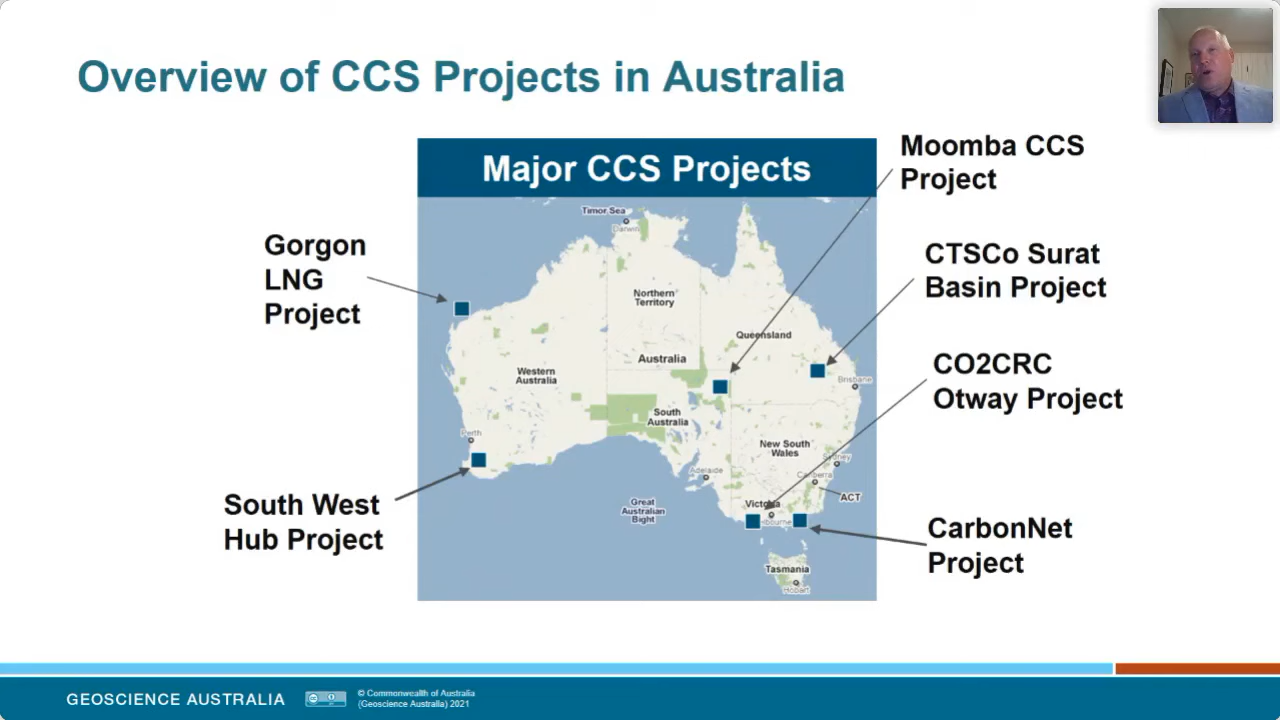 Overview of CCS Projects in Australia
Major CCS Projects
Moomba CCS
Project
Gorgon
LNG
Project
CTSCo Surat
Basin Project
CO2CRC
Otway Project
South West
Hub Project
CarbonNet
Project
Timor Sea
Darwin
Northern
Territory
Queensland
Australia
Western
Australia
Brisbane
South
Australia
Perth
New South
Wales
Sydney
Adelaide
Canberra
ACT
Great
Australian
Bight
Victoria
Tasmania
Hobart
GEOSCIENCE AUSTRALIA
© Commonwealth of Australia
(Geoscience Australia) 2021